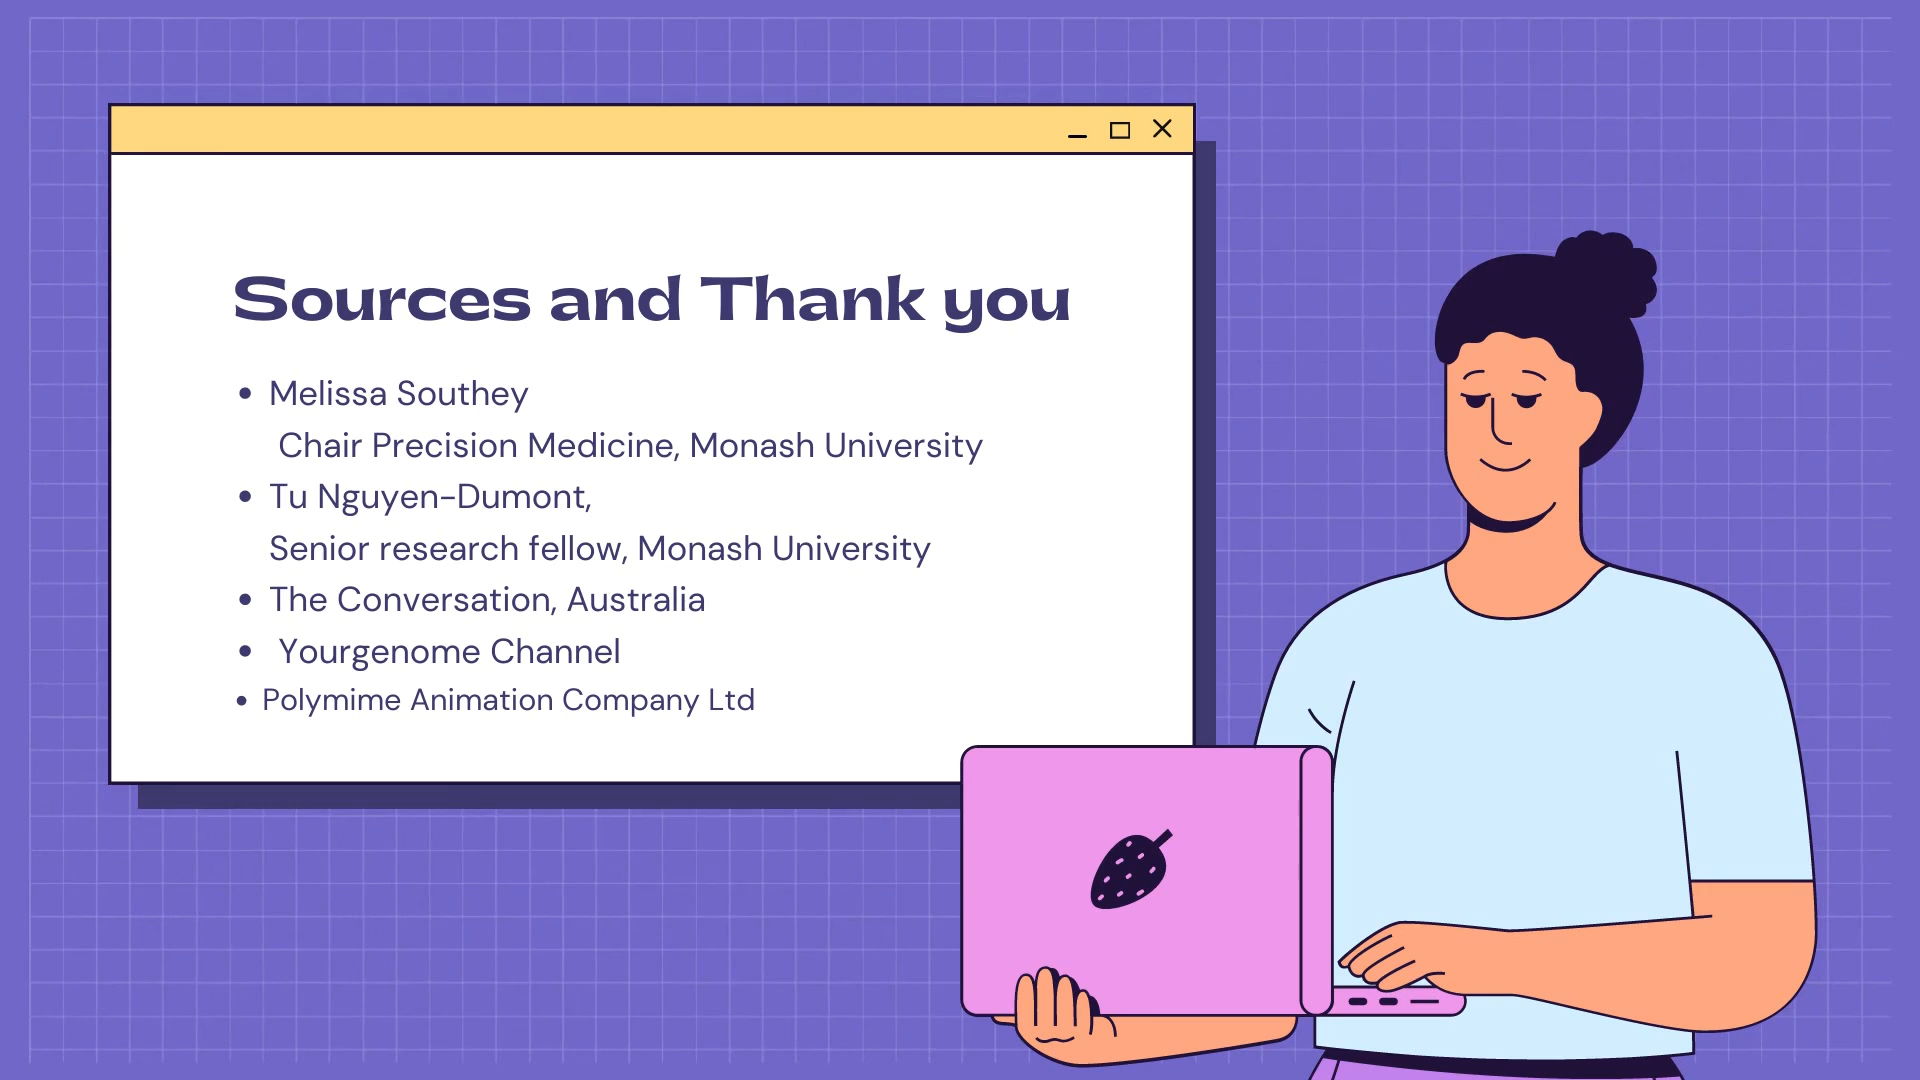 Sources and Thank you
• Melissa Southey
Chair Precision Medicine, Monash University
• Tu Nguyen-Dumont,
Senior research fellow, Monash University
• The Conversation, Australia
• Yourgenome Channel
• Polymime Animation Company Ltd